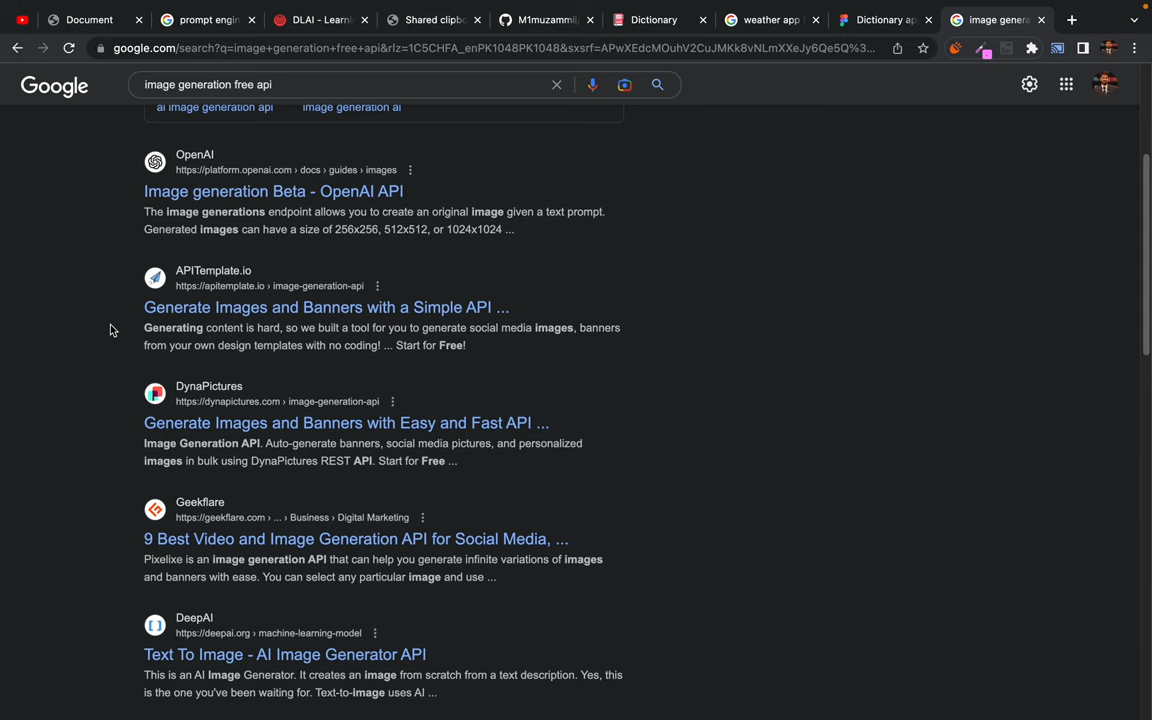 Document
prompt engin
DLAI - Learni
Shared clipbo
M1muzammil/
Dictionary
weather app l
Dictionary ap
image genera
google.com/search?q=image+generation+free+api&rlz=1C5CHFA_enPK1048PK1048&sxsrf=APwXEdcMOuhV2CuJMKk8vNLmXXeJy6Qe5Q%3...
Google
image generation free api
ai image generation api
image generation ai
OpenAI
https://platform.openai.com › docs › guides › images
Image generation Beta - OpenAI API
The image generations endpoint allows you to create an original image given a text prompt.
Generated images can have a size of 256x256, 512x512, or 1024x1024 ...
APITemplate.io
https://apitemplate.io › image-generation-api
Generate Images and Banners with a Simple API ...
Generating content is hard, so we built a tool for you to generate social media images, banners
from your own design templates with no coding! ... Start for Free!
DynaPictures
https://dynapictures.com › image-generation-api
Generate Images and Banners with Easy and Fast API ...
Image Generation API. Auto-generate banners, social media pictures, and personalized
images in bulk using DynaPictures REST API. Start for Free ...
Geekflare
https://geekflare.com › ... › Business › Digital Marketing
9 Best Video and Image Generation API for Social Media, ...
Pixelixe is an image generation API that can help you generate infinite variations of images
and banners with ease. You can select any particular image and use ...
DeepAI
https://deepai.org › machine-learning-model
Text To Image - AI Image Generator API
This is an AI Image Generator. It creates an image from scratch from a text description. Yes, this
is the one you've been waiting for. Text-to-image uses AI ...